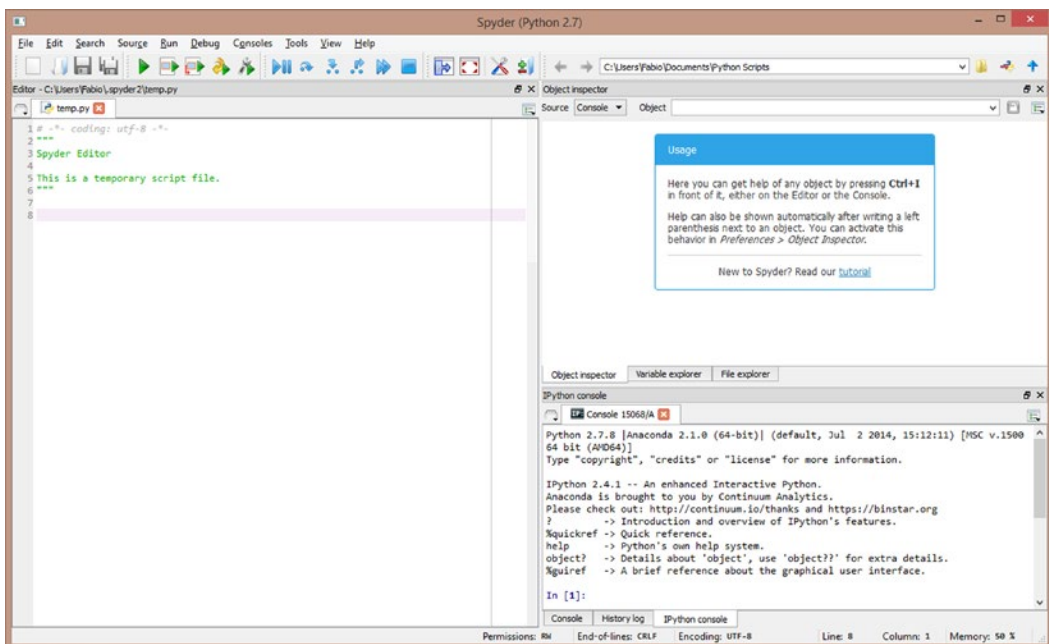 Spyder (Python 2.7)
File Edit Search Source Run Debug Consoles Tools View Help
C:\Users\Fabio\Documents\Python Scripts
Editor - C:\Users\Fabio\.spyder2\temp.py
temp.py
1 # -*- coding: utf-8 -*-
2 """
3 Spyder Editor
4
5 This is a temporary script file.
6 """
7
8
Object inspector
Source Console Object
Usage
Here you can get help of any object by pressing Ctrl+I
in front of it, either on the Editor or the Console.
Help can also be shown automatically after writing a left
parenthesis next to an object. You can activate this
behavior in Preferences > Object Inspector.
New to Spyder? Read our tutorial
Object inspector Variable explorer File explorer
IPython console
Console 15068/A
Python 2.7.8 |Anaconda 2.1.0 (64-bit)| (default, Jul  2 2014, 15:12:11) [MSC v.1500
64 bit (AMD64)]
Type "copyright", "credits" or "license" for more information.
IPython 2.4.1 -- An enhanced Interactive Python.
Anaconda is brought to you by Continuum Analytics.
Please check out: http://continuum.io/thanks and https://binstar.org
?         -> Introduction and overview of IPython's features.
%quickref -> Quick reference.
help      -> Python's own help system.
object?   -> Details about 'object', use 'object??' for extra details.
%guiref   -> A brief reference about the graphical user interface.
In [1]:
Console History log IPython console
Permissions: RW End-of-lines: CRLF Encoding: UTF-8 Line: 8 Column: 1 Memory: 50 %